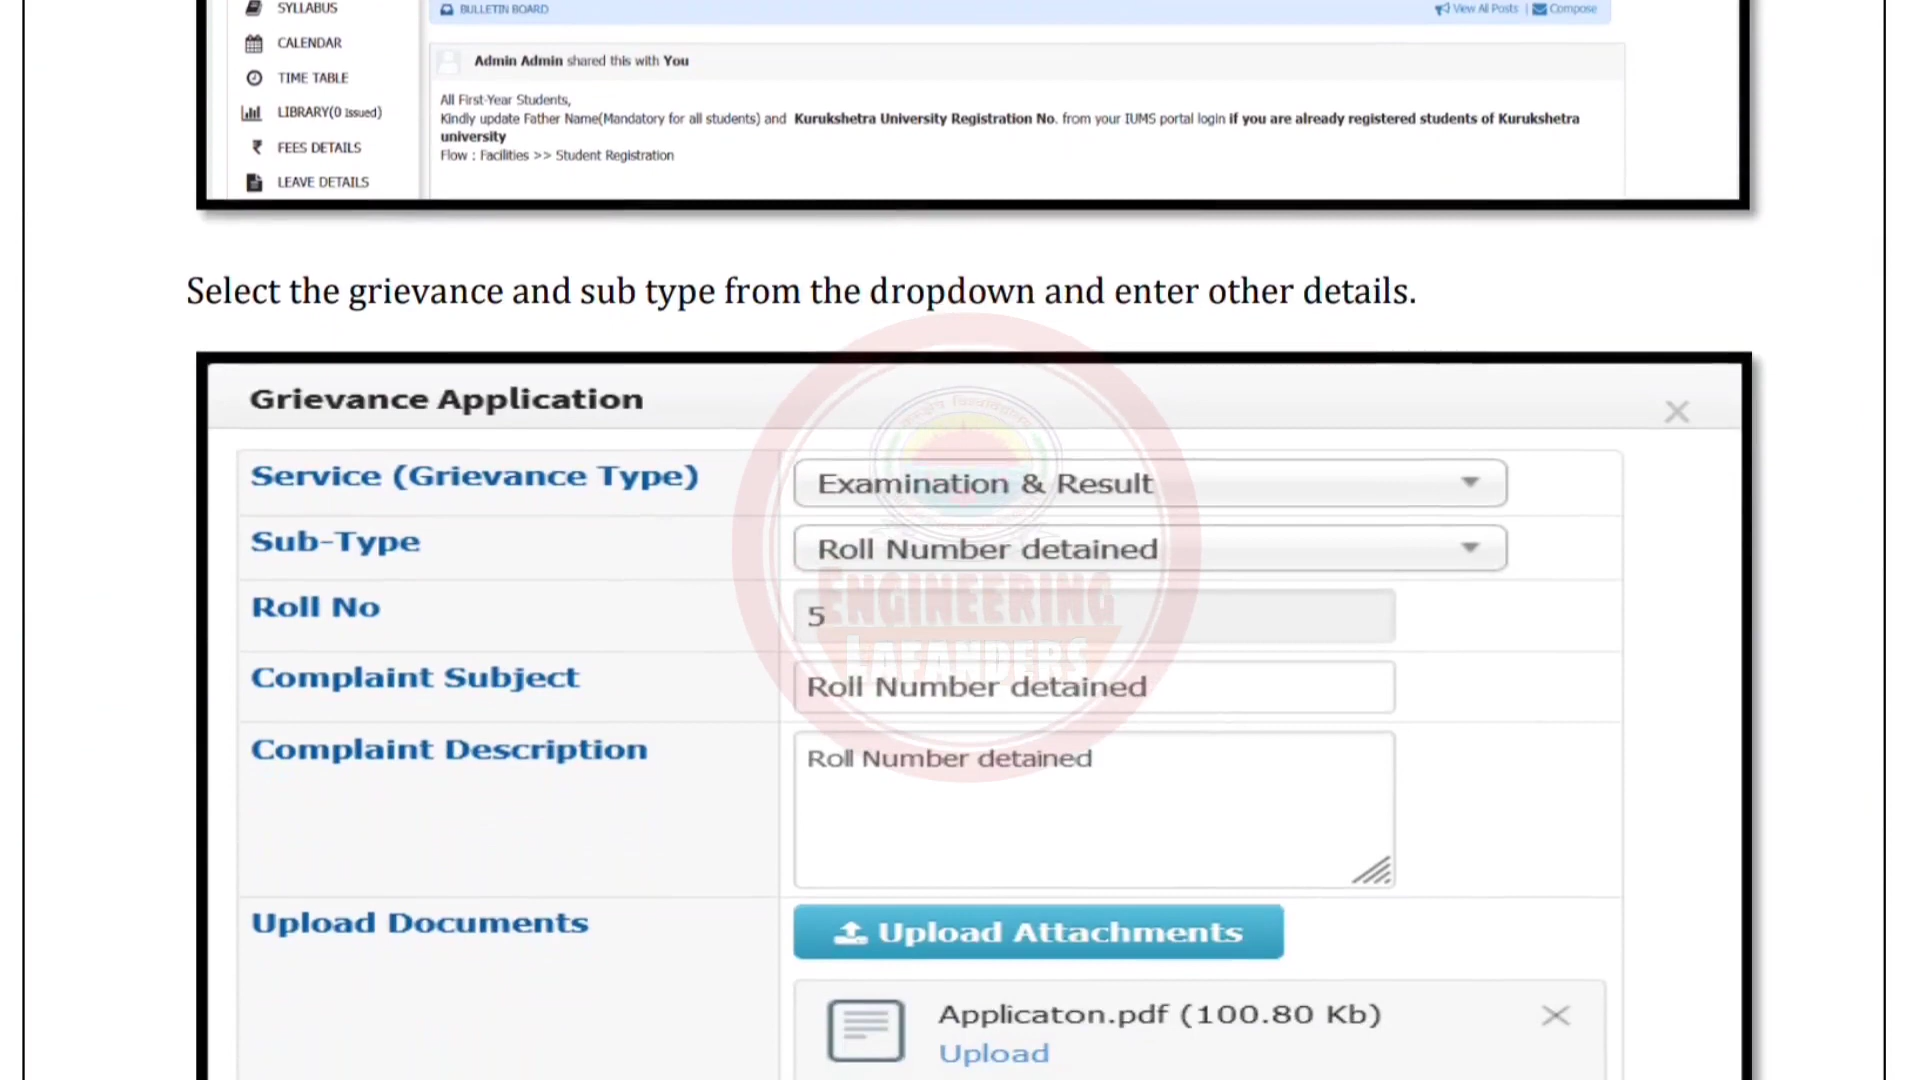 SYLLABUS
BULLETIN BOARD
View All Posts | Compose
CALENDAR
TIME TABLE
LIBRARY(0 Issued)
FEES DETAILS
LEAVE DETAILS
Admin Admin shared this with You
All First-Year Students,
Kindly update Father Name(Mandatory for all students) and Kurukshetra University Registration No. from your IUMS portal login if you are already registered students of Kurukshetra
university
Flow : Facilities >> Student Registration
Select the grievance and sub type from the dropdown and enter other details.
Grievance Application
Service (Grievance Type)
Examination & Result
Sub-Type
Roll Number detained
Roll No
5
Complaint Subject
Roll Number detained
Complaint Description
Roll Number detained
Upload Documents
Upload Attachments
Applicaton.pdf (100.80 Kb)
Upload
ENGINEERING
LAFANDERS